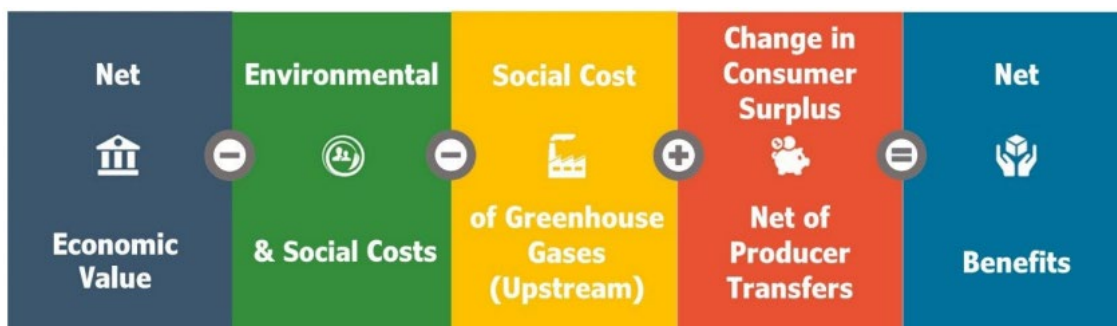 Net
Economic
Value
−
Environmental
& Social Costs
−
Social Cost
of Greenhouse
Gases
(Upstream)
+
Change in
Consumer
Surplus
Net of
Producer
Transfers
=
Net
Benefits